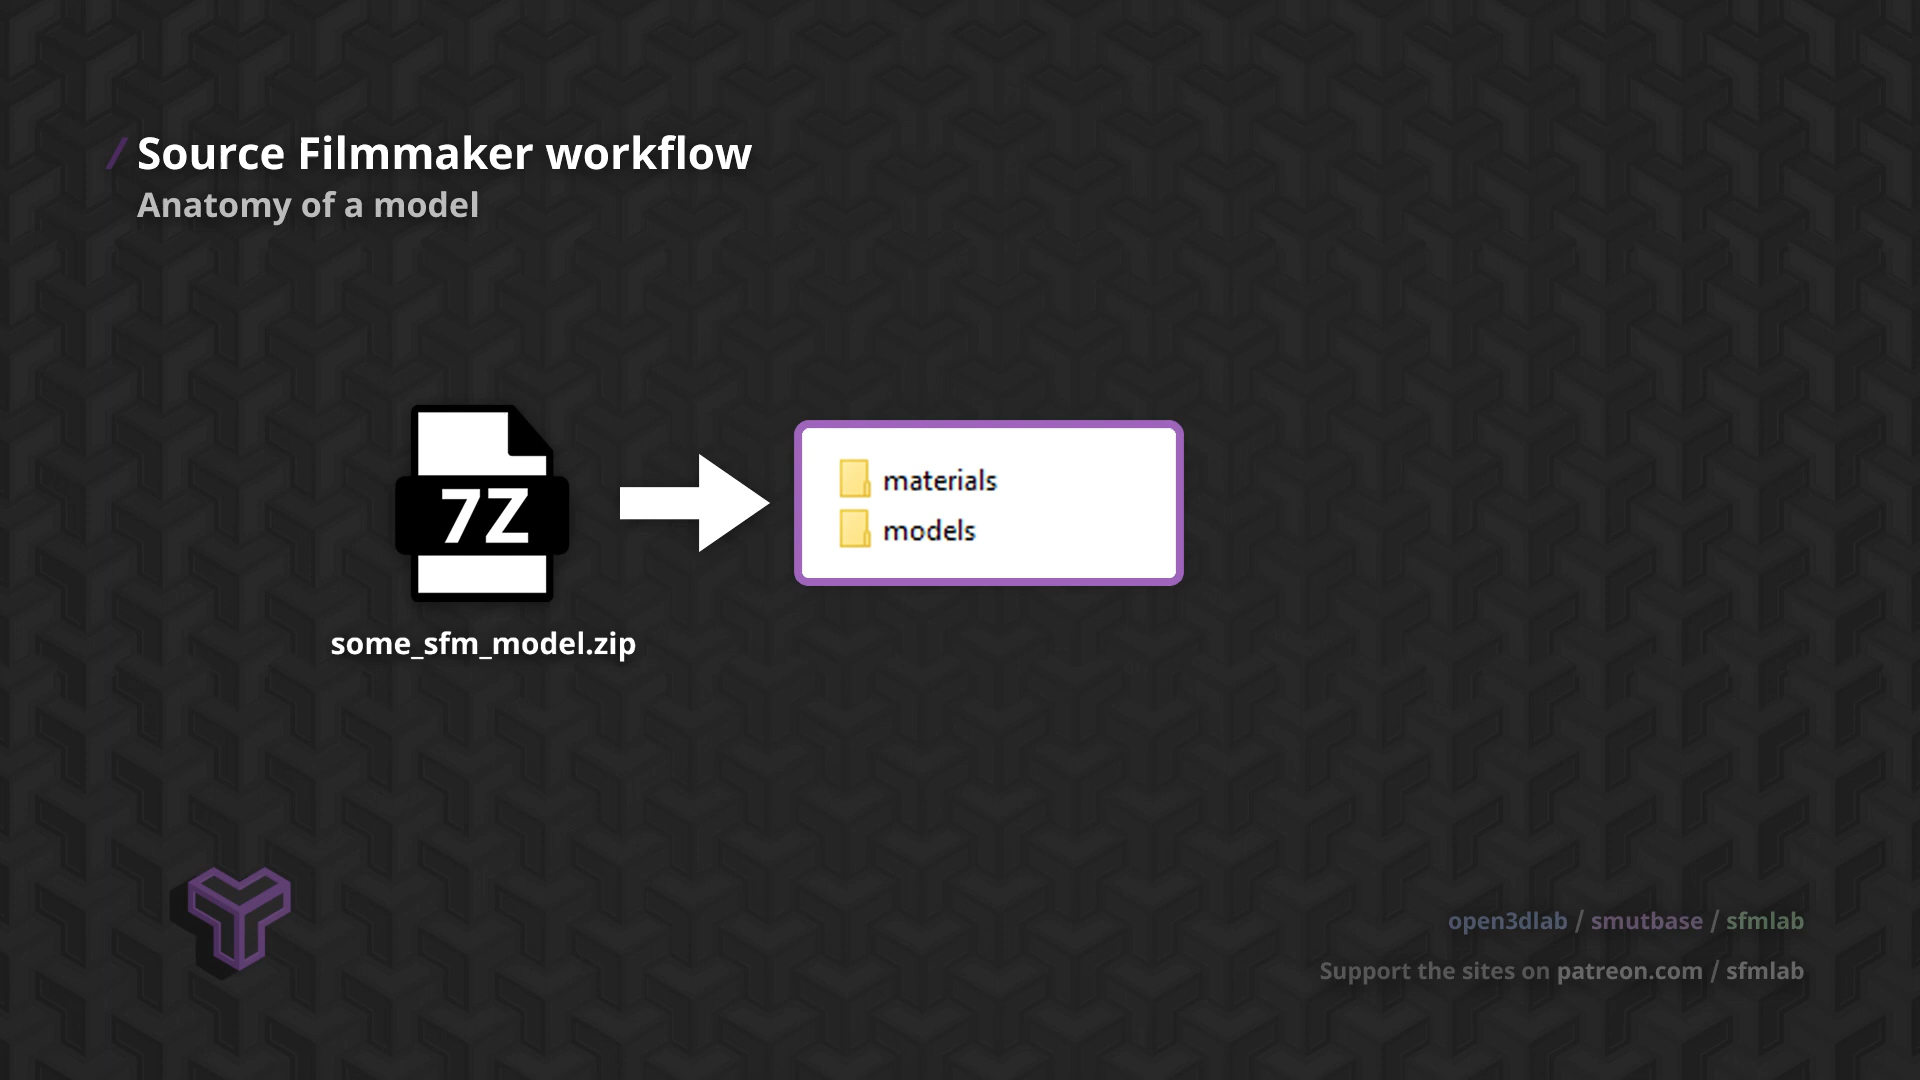 / Source Filmmaker workflow
Anatomy of a model
7Z
some_sfm_model.zip
materials
models
open3dlab / smutbase / sfmlab
Support the sites on patreon.com / sfmlab